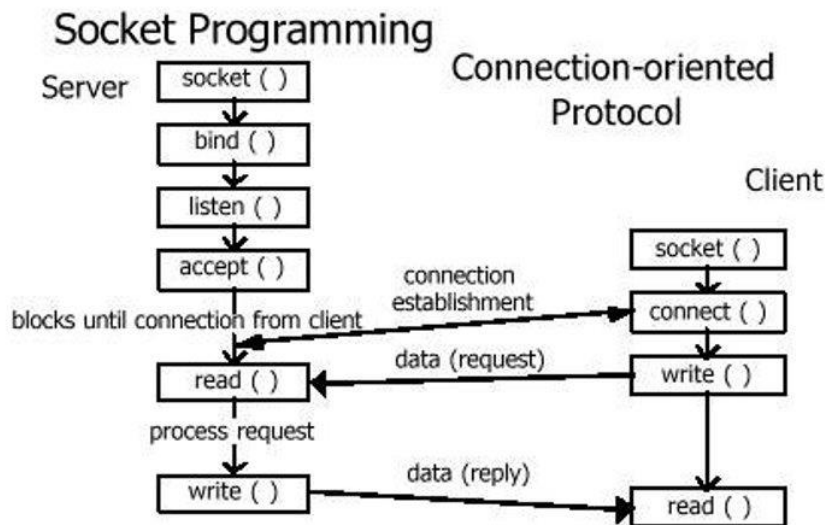 Socket Programming
Server
socket ( )
Connection-oriented
Protocol
bind ( )
listen ( )
Client
accept ( )
socket ( )
connection
establishment
blocks until connection from client
connect ( )
data (request)
read ( )
write ( )
process request
data (reply)
write ( )
read ( )